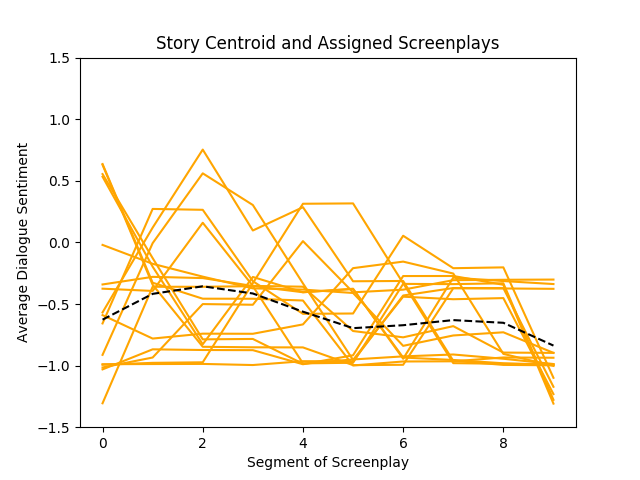 Story Centroid and Assigned Screenplays
1.5
1.0
0.5
0.0
−0.5
−1.0
−1.5
Average Dialogue Sentiment
0 2 4 6 8
Segment of Screenplay